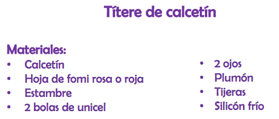 Títere de calcetín
Materiales:
• Calcetín
• Hoja de fomi rosa o roja
• Estambre
• 2 bolas de unicel
• 2 ojos
• Plumón
• Tijeras
• Silicón frío